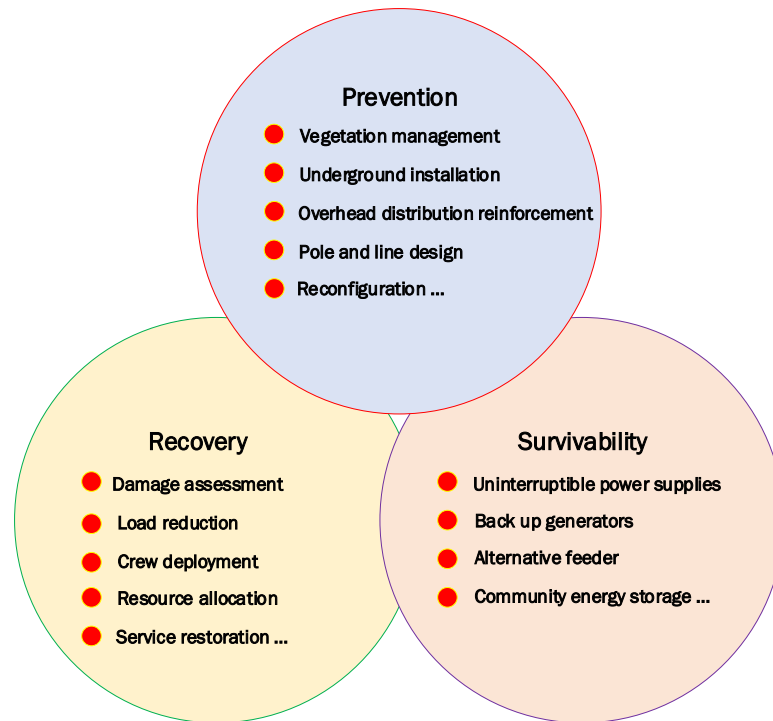 Prevention
Vegetation management
Underground installation
Overhead distribution reinforcement
Pole and line design
Reconfiguration ...
Recovery
Damage assessment
Load reduction
Crew deployment
Resource allocation
Service restoration ...
Survivability
Uninterruptible power supplies
Back up generators
Alternative feeder
Community energy storage ...